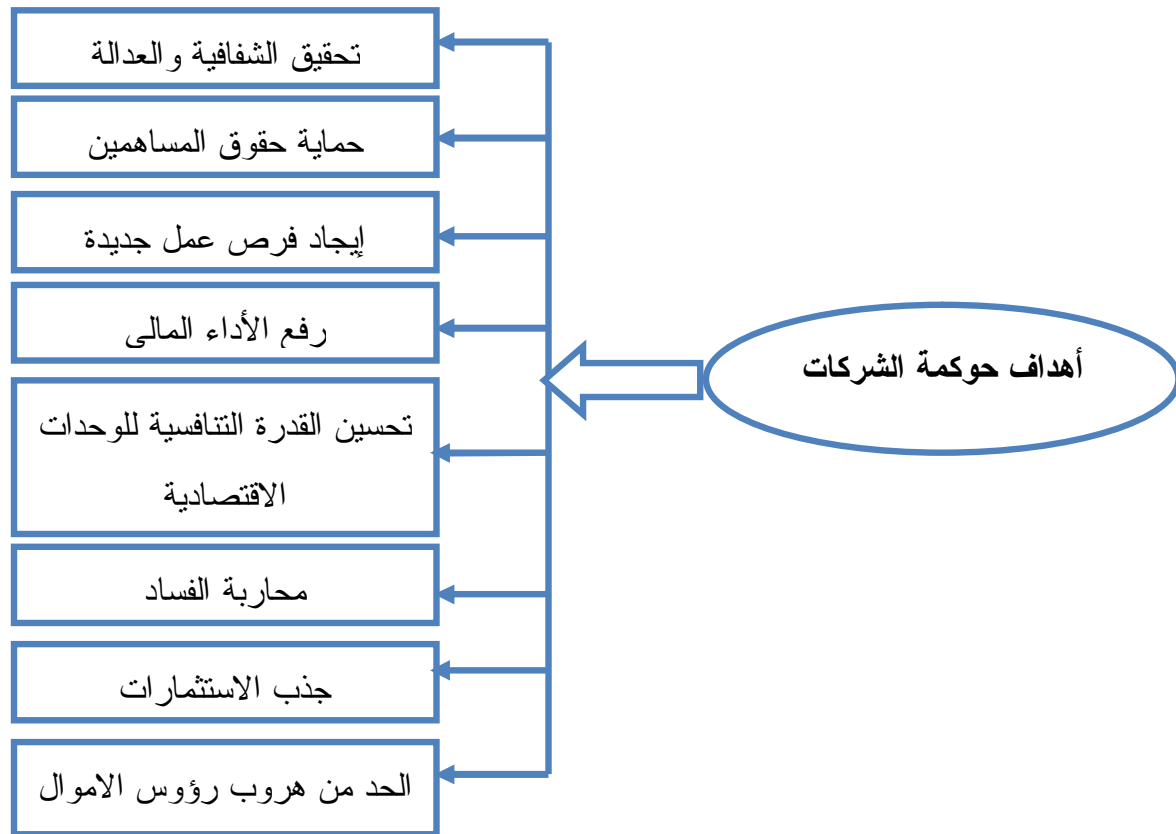 أهداف حوكمة الشركات
تحقيق الشفافية والعدالة
حماية حقوق المساهمين
إيجاد فرص عمل جديدة
رفع الأداء المالى
تحسين القدرة التنافسية للوحدات
الاقتصادية
محاربة الفساد
جذب الاستثمارات
الحد من هروب رؤوس الاموال